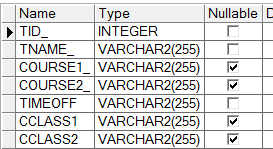 Name Type Nullable D
TID_ INTEGER
TNAME_ VARCHAR2(255)
COURSE1_ VARCHAR2(255)
COURSE2_ VARCHAR2(255)
TIMEOFF VARCHAR2(255)
CCLASS1 VARCHAR2(255)
CCLASS2 VARCHAR2(255)